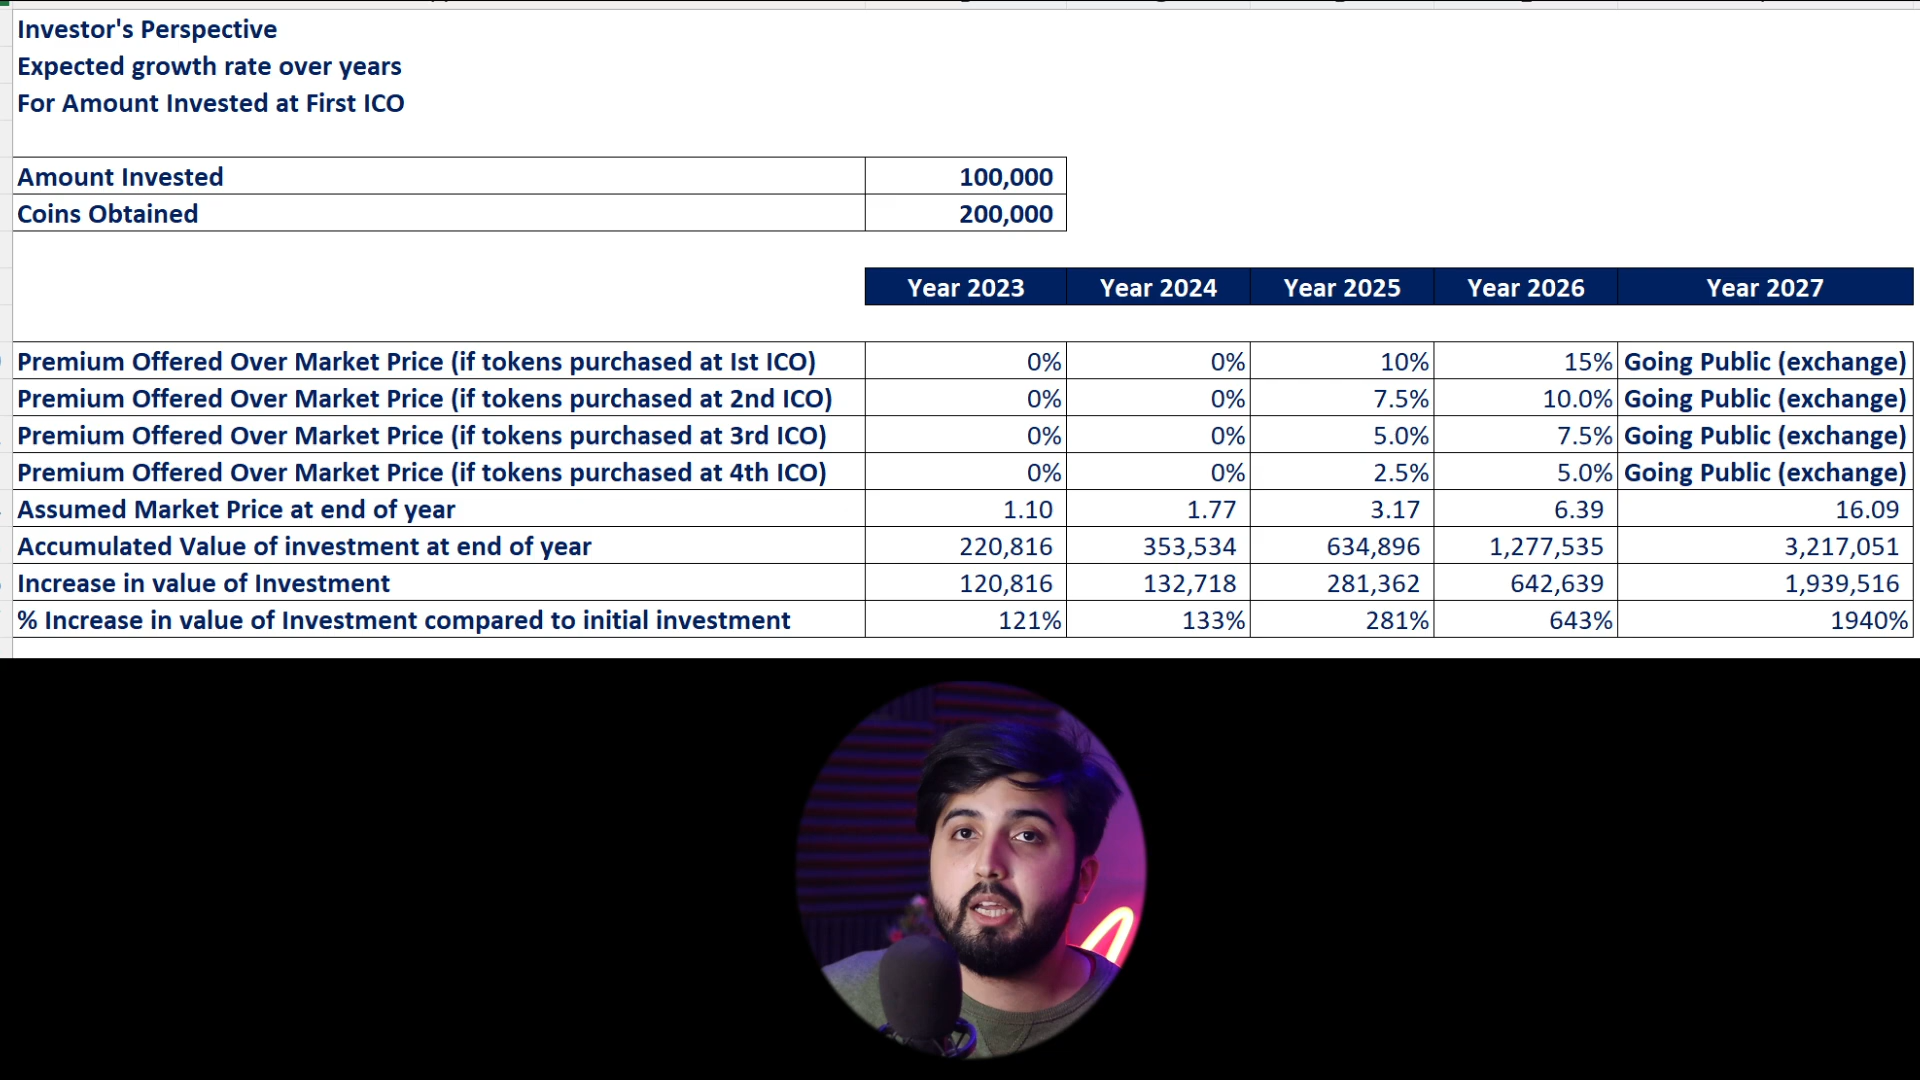 Investor's Perspective
Expected growth rate over years
For Amount Invested at First ICO
Amount Invested 100,000
Coins Obtained 200,000
Year 2023 Year 2024 Year 2025 Year 2026 Year 2027
Premium Offered Over Market Price (if tokens purchased at Ist ICO) 0% 0% 10% 15% Going Public (exchange)
Premium Offered Over Market Price (if tokens purchased at 2nd ICO) 0% 0% 7.5% 10.0% Going Public (exchange)
Premium Offered Over Market Price (if tokens purchased at 3rd ICO) 0% 0% 5.0% 7.5% Going Public (exchange)
Premium Offered Over Market Price (if tokens purchased at 4th ICO) 0% 0% 2.5% 5.0% Going Public (exchange)
Assumed Market Price at end of year 1.10 1.77 3.17 6.39 16.09
Accumulated Value of investment at end of year 220,816 353,534 634,896 1,277,535 3,217,051
Increase in value of Investment 120,816 132,718 281,362 642,639 1,939,516
% Increase in value of Investment compared to initial investment 121% 133% 281% 643% 1940%